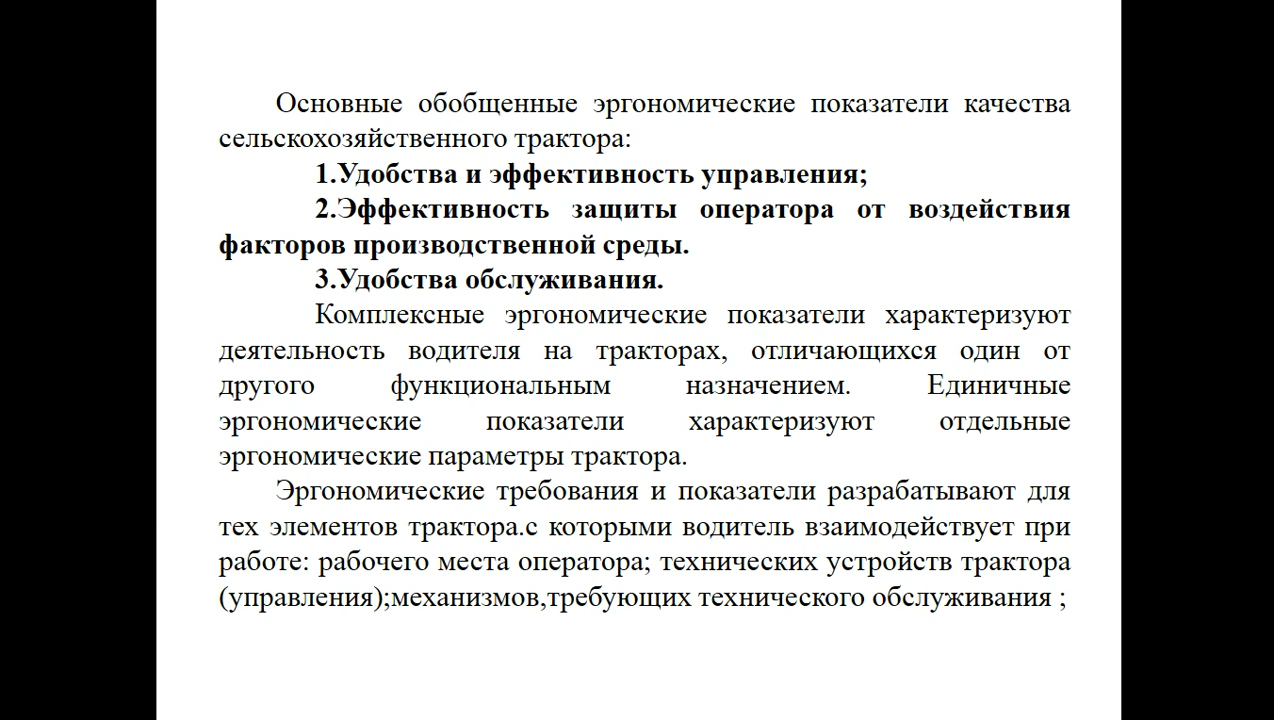 Основные обобщенные эргономические показатели качества
сельскохозяйственного трактора:
1.Удобства и эффективность управления;
2.Эффективность защиты оператора от воздействия
факторов производственной среды.
3.Удобства обслуживания.
Комплексные эргономические показатели характеризуют
деятельность водителя на тракторах, отличающихся один от
другого функциональным назначением. Единичные
эргономические показатели характеризуют отдельные
эргономические параметры трактора.
Эргономические требования и показатели разрабатывают для
тех элементов трактора.с которыми водитель взаимодействует при
работе: рабочего места оператора; технических устройств трактора
(управления);механизмов,требующих технического обслуживания ;